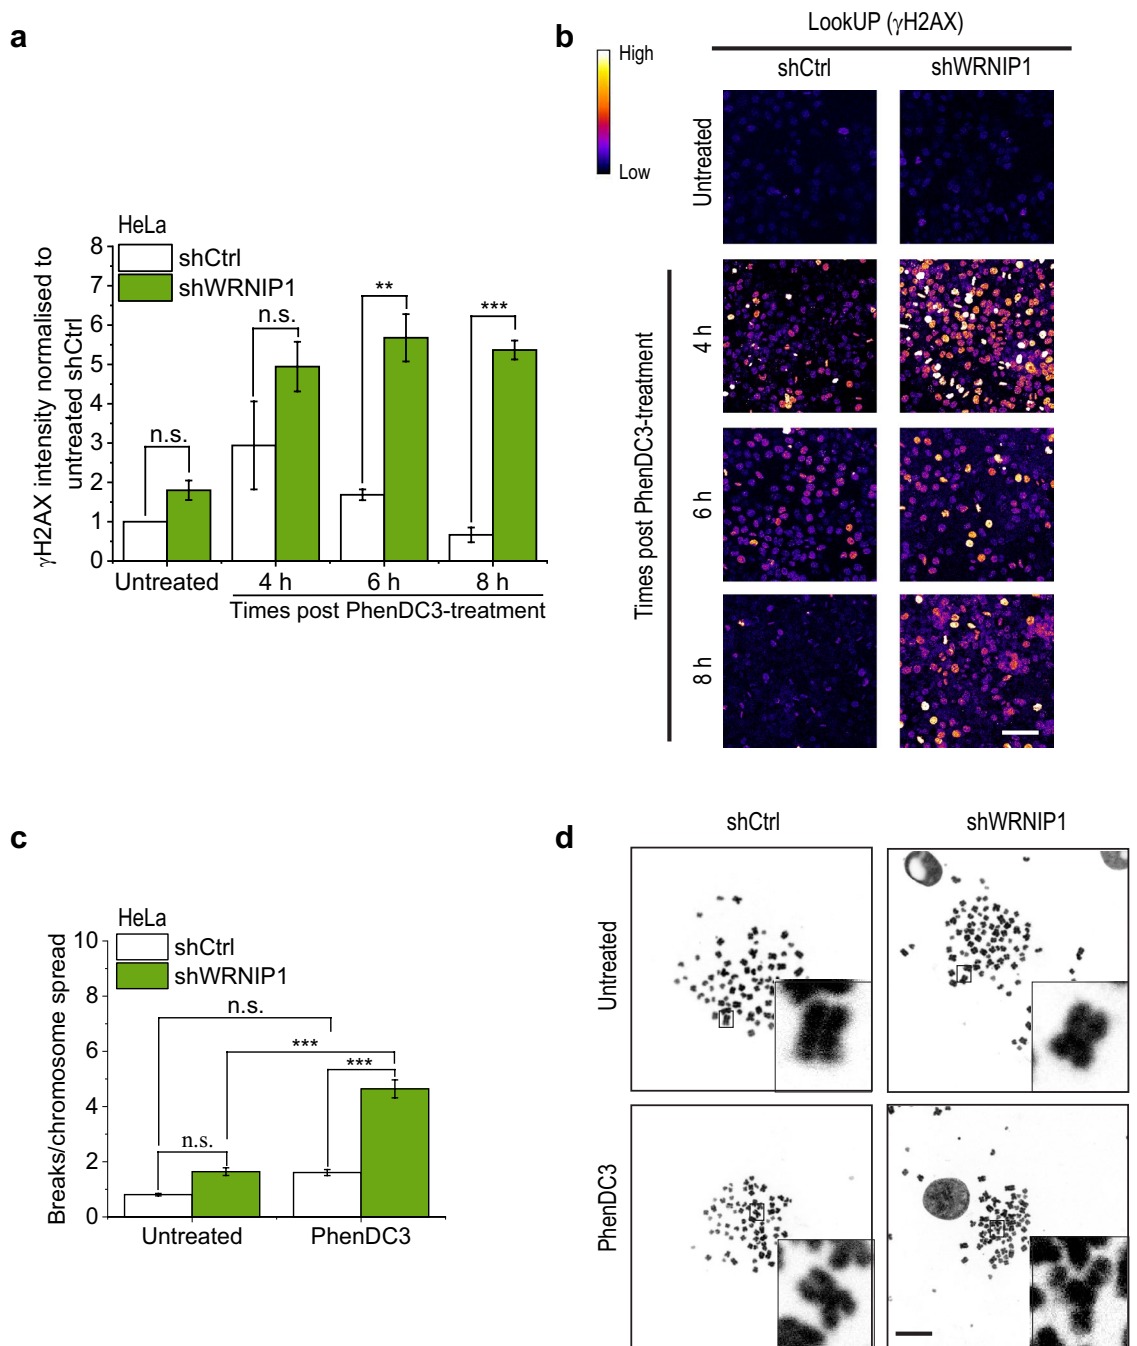 a
HeLa
shCtrl
shWRNIP1
γH2AX intensity normalised to
untreated shCtrl
8
7
6
5
4
3
2
1
0
n.s.
n.s.
**
***
Untreated
4 h
6 h
8 h
Times post PhenDC3-treatment
b
High
Low
LookUP (γH2AX)
shCtrl
shWRNIP1
Untreated
4 h
6 h
8 h
Times post PhenDC3-treatment
c
HeLa
shCtrl
shWRNIP1
Breaks/chromosome spread
10
8
6
4
2
0
n.s.
***
***
n.s.
Untreated
PhenDC3
d
shCtrl
shWRNIP1
Untreated
PhenDC3